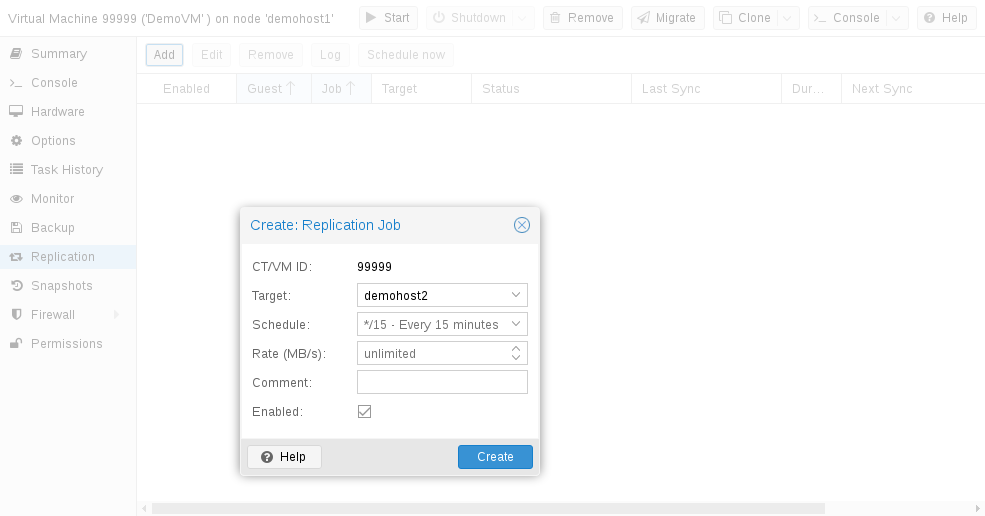 Virtual Machine 99999 ('DemoVM' ) on node 'demohost1'
Start
Shutdown
Remove
Migrate
Clone
Console
Help
Summary
Console
Hardware
Options
Task History
Monitor
Backup
Replication
Snapshots
Firewall
Permissions
Add
Edit
Remove
Log
Schedule now
Enabled
Guest
Job
Target
Status
Last Sync
Dur...
Next Sync
Create: Replication Job
CT/VM ID: 99999
Target: demohost2
Schedule: */15 - Every 15 minutes
Rate (MB/s): unlimited
Comment:
Enabled:
Help
Create